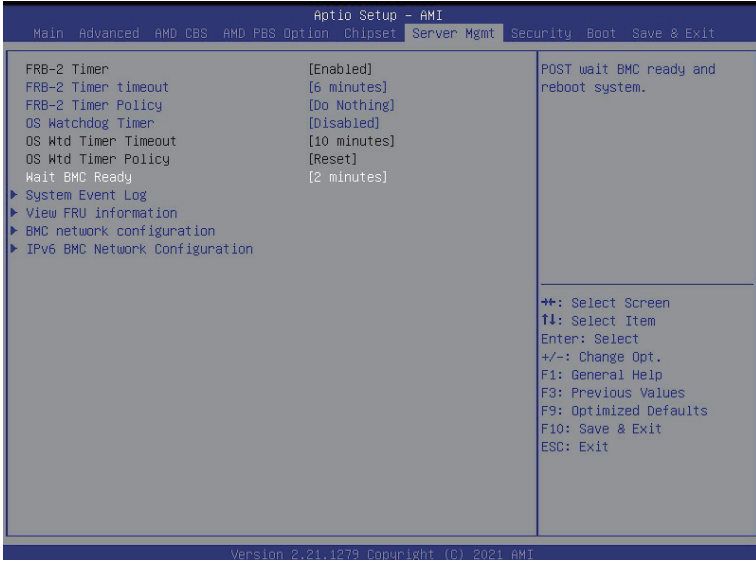 Aptio Setup – AMI
Main Advanced AMD CBS AMD PBS Option Chipset Server Mgmt Security Boot Save & Exit
FRB-2 Timer [Enabled]
FRB-2 Timer timeout [6 minutes]
FRB-2 Timer Policy [Do Nothing]
OS Watchdog Timer [Disabled]
OS Wtd Timer Timeout [10 minutes]
OS Wtd Timer Policy [Reset]
Wait BMC Ready [2 minutes]
▶ System Event Log
▶ View FRU information
▶ BMC network configuration
▶ IPv6 BMC Network Configuration
POST wait BMC ready and
reboot system.
→←: Select Screen
↑↓: Select Item
Enter: Select
+/-: Change Opt.
F1: General Help
F3: Previous Values
F9: Optimized Defaults
F10: Save & Exit
ESC: Exit
Version 2.21.1279 Copyright (C) 2021 AMI